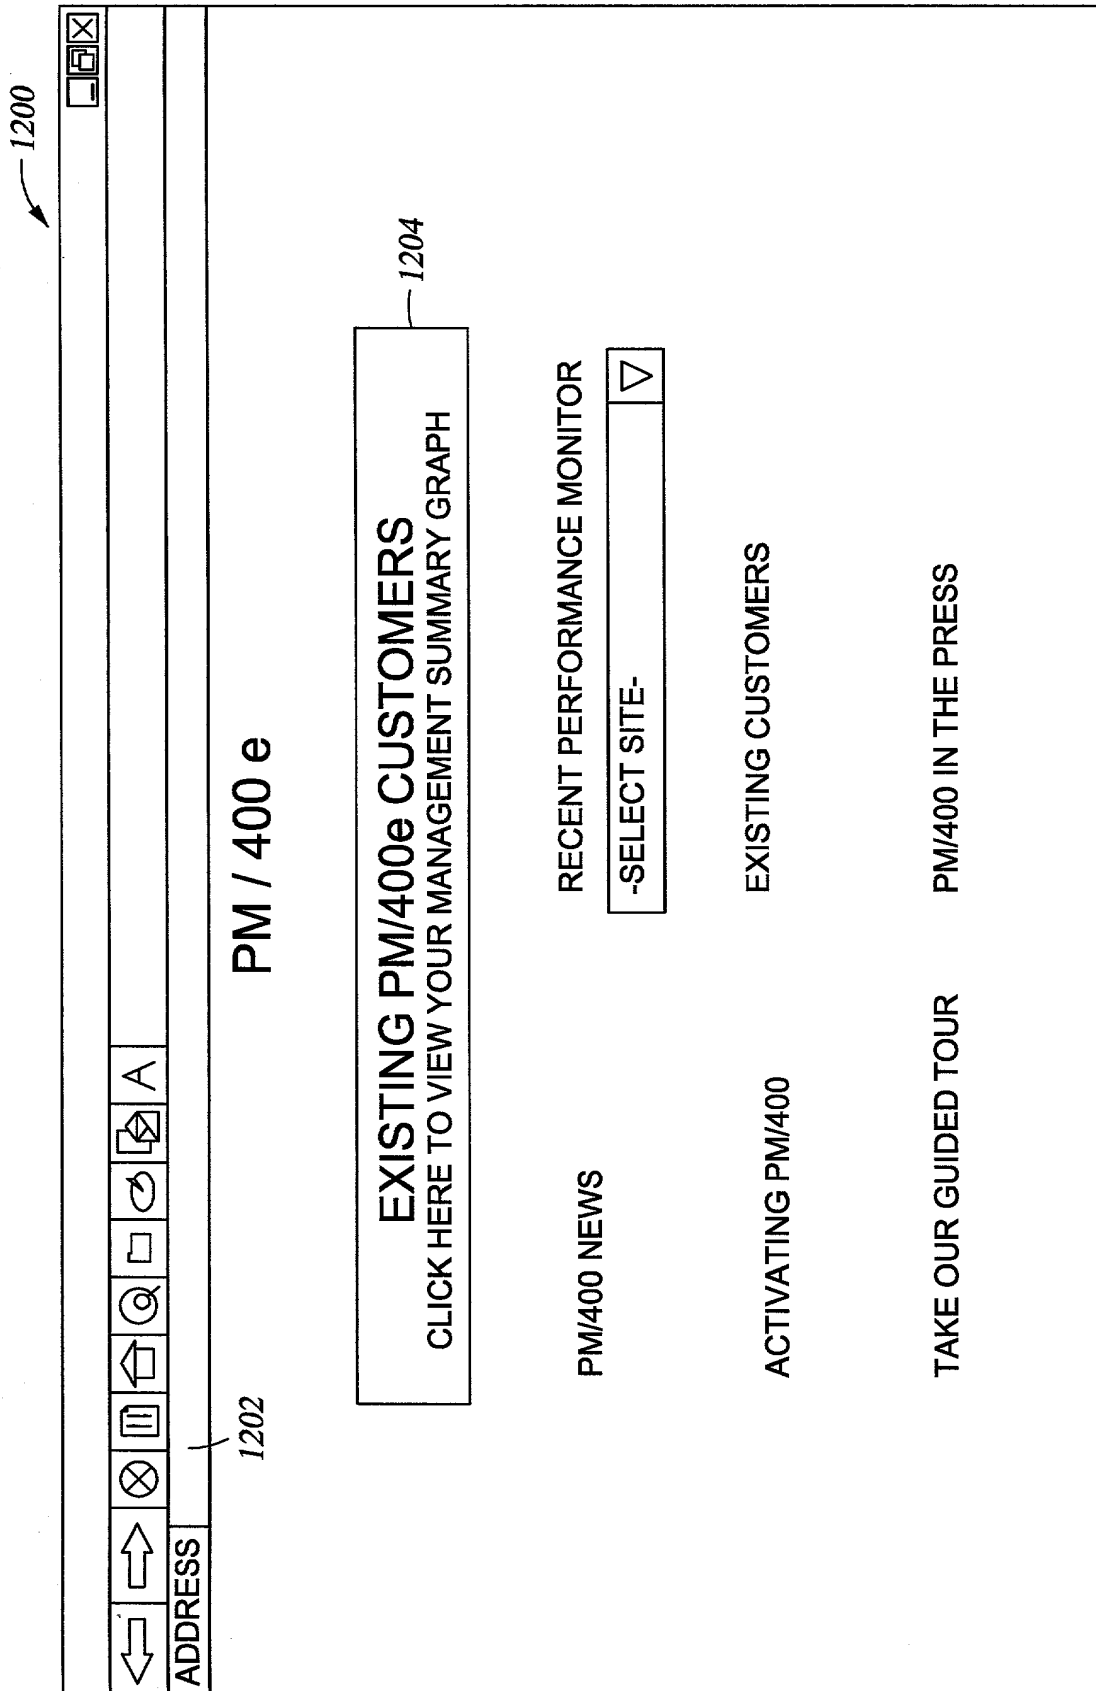 1200
ADDRESS
1202
PM / 400 e
EXISTING PM/400e CUSTOMERS
CLICK HERE TO VIEW YOUR MANAGEMENT SUMMARY GRAPH
1204
PM/400 NEWS
RECENT PERFORMANCE MONITOR
-SELECT SITE-
ACTIVATING PM/400
EXISTING CUSTOMERS
TAKE OUR GUIDED TOUR
PM/400 IN THE PRESS
A